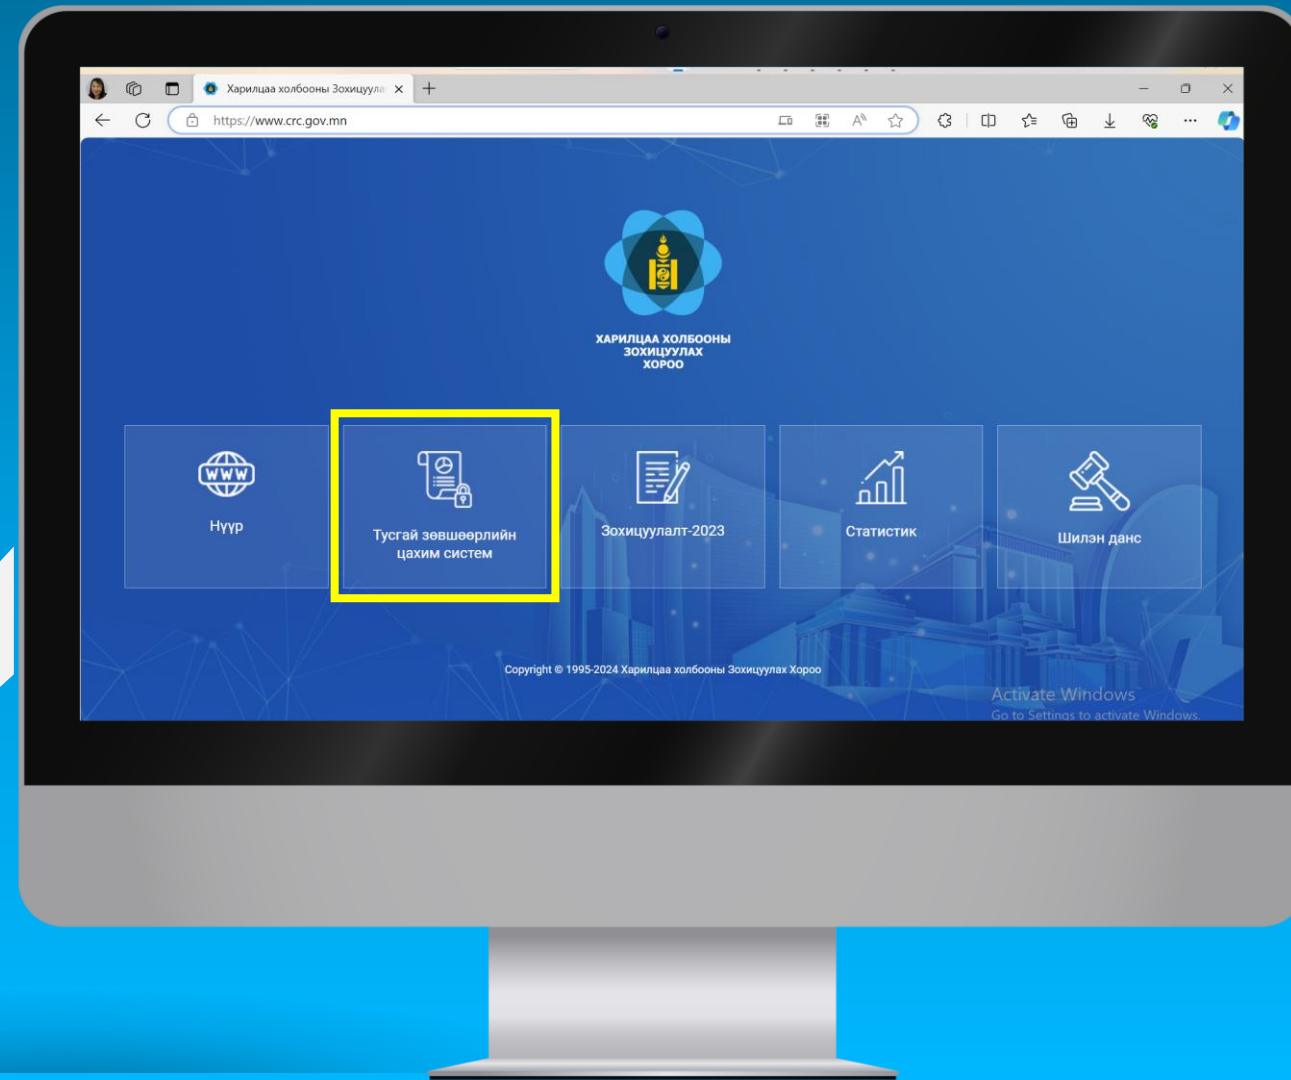 Харилцаа холбооны Зохицуула
https://www.crc.gov.mn
ХАРИЛЦАА ХОЛБООНЫ
ЗОХИЦУУЛАХ
ХОРОО
WWW
Нүүр
Тусгай зөвшөөрлийн
цахим систем
Зохицуулалт-2023
Статистик
Шилэн данс
Copyright © 1995-2024 Харилцаа холбооны Зохицуулах Хороо
Activate Windows
Go to Settings to activate Windows.